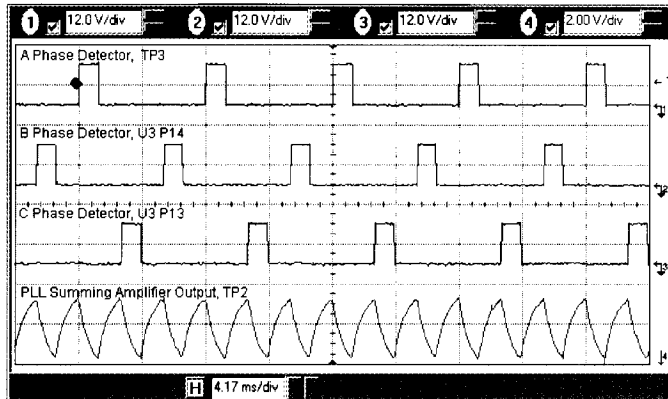 1 12.0 V/div 2 12.0 V/div 3 12.0 V/div 4 2.00 V/div
A Phase Detector, TP3
B Phase Detector, U3 P14
C Phase Detector, U3 P13
PLL Summing Amplifier Output, TP2
H 4.17 ms/div